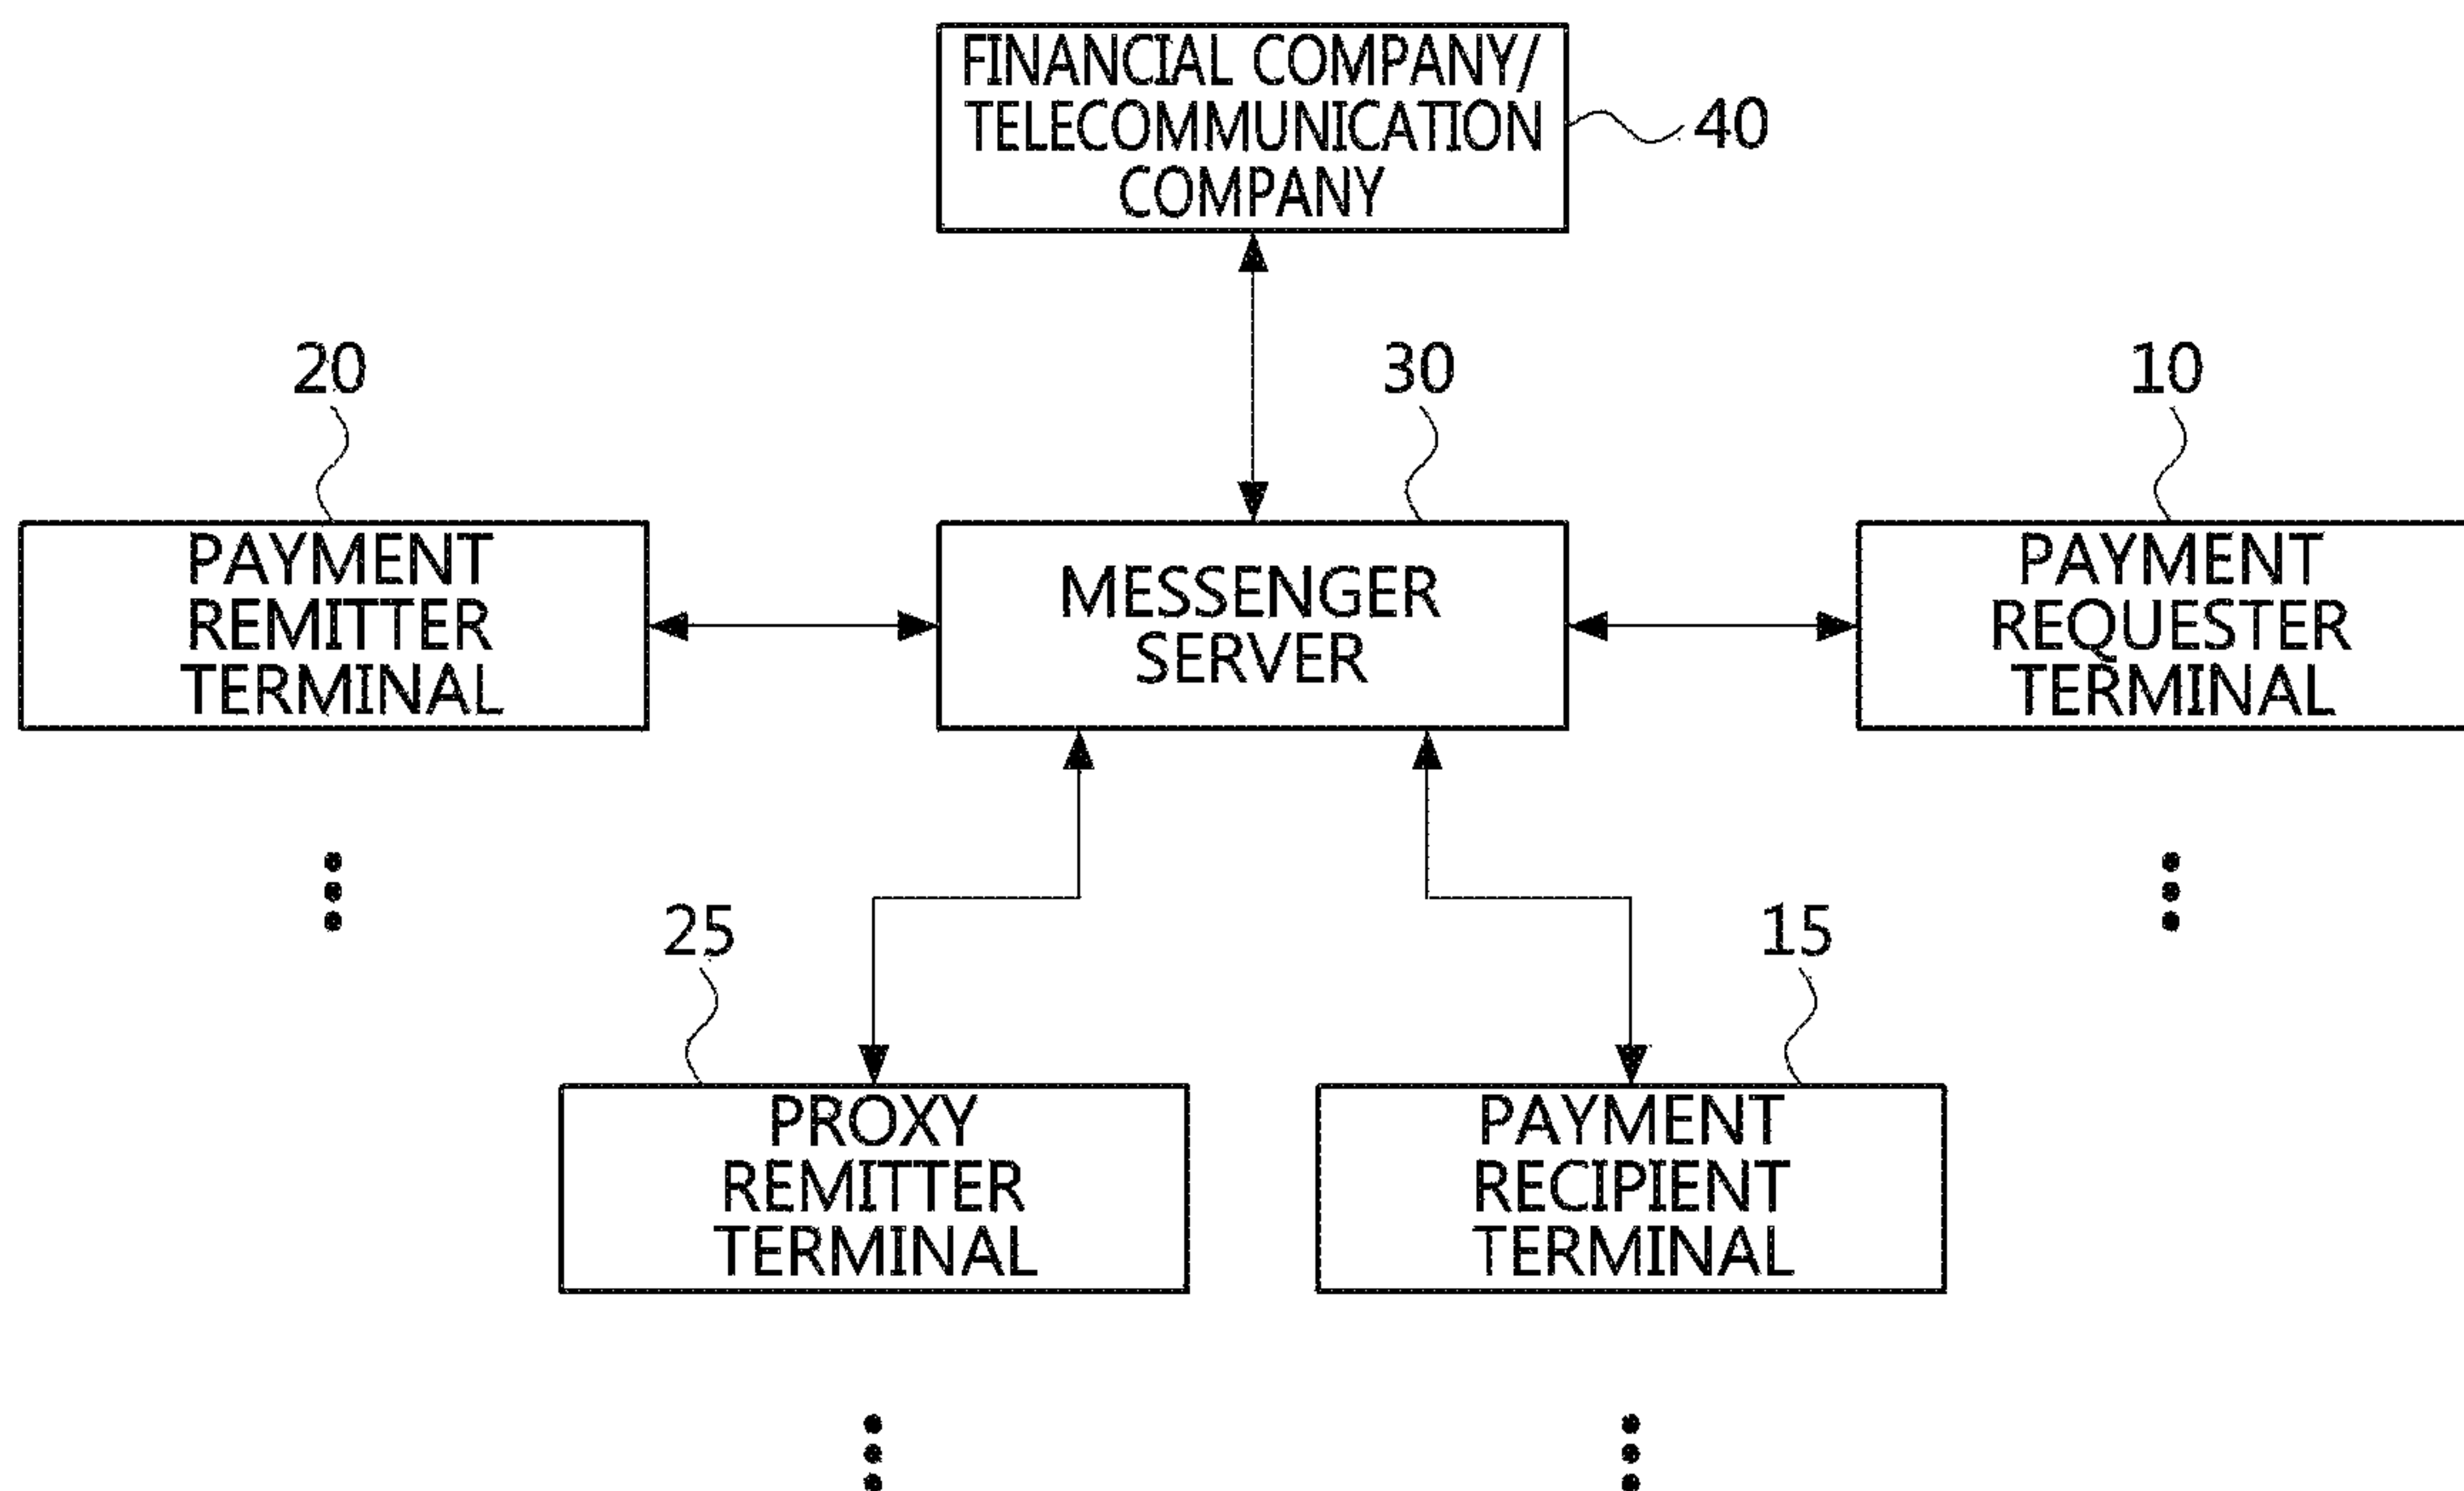 FINANCIAL COMPANY/
TELECOMMUNICATION
COMPANY
40
20
30
10
PAYMENT
REMITTER
TERMINAL
MESSENGER
SERVER
PAYMENT
REQUESTER
TERMINAL
25
15
PROXY
REMITTER
TERMINAL
PAYMENT
RECIPIENT
TERMINAL